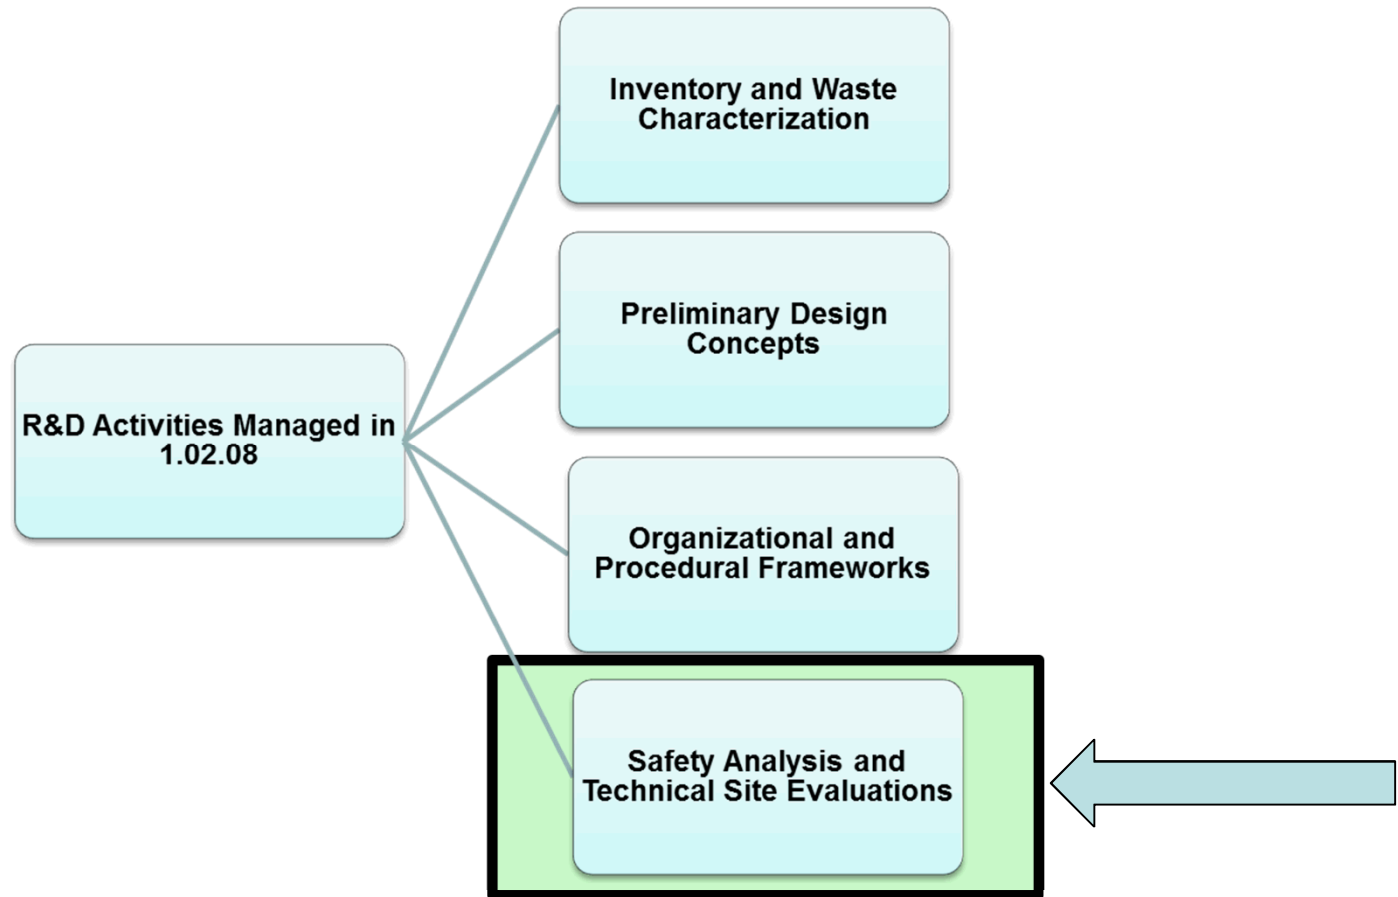 Inventory and Waste
Characterization
Preliminary Design
Concepts
R&D Activities Managed in
1.02.08
Organizational and
Procedural Frameworks
Safety Analysis and
Technical Site Evaluations